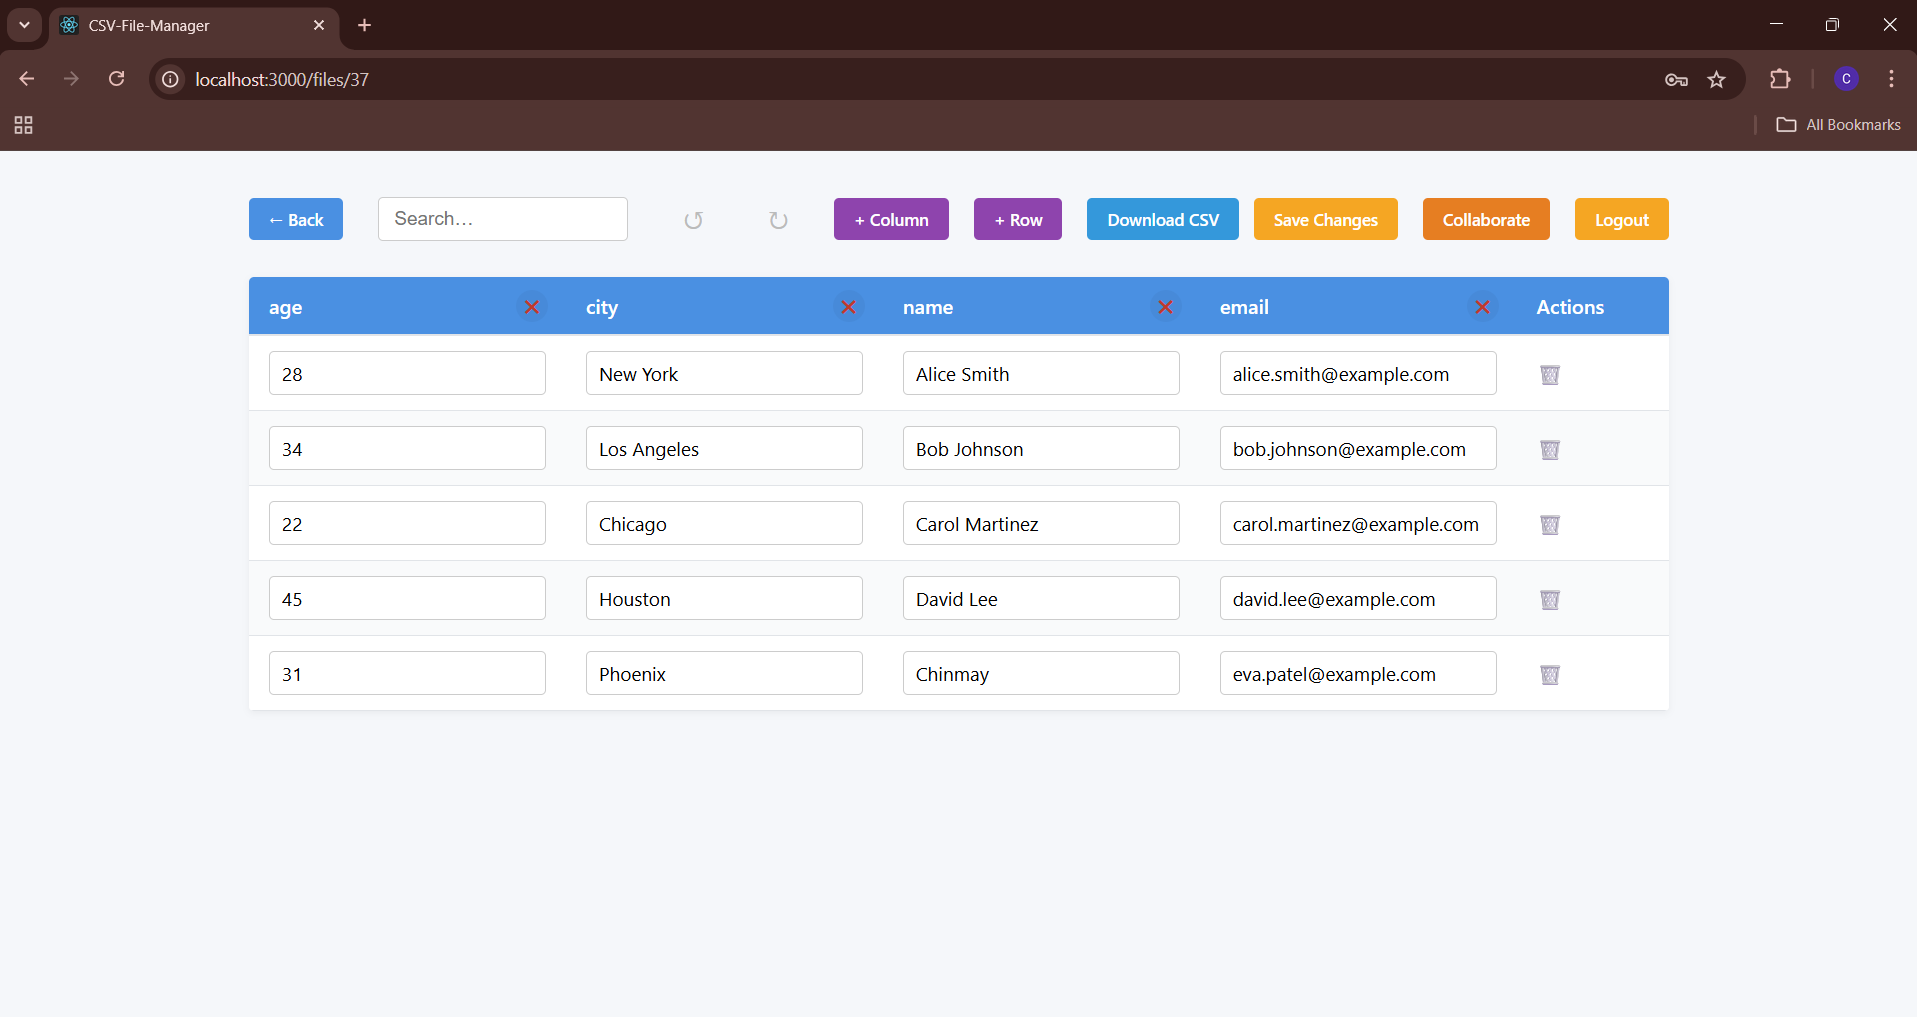 CSV-File-Manager
localhost:3000/files/37
C
All Bookmarks
← Back Search... + Column + Row Download CSV Save Changes Collaborate Logout
age city name email Actions
28 New York Alice Smith alice.smith@example.com
34 Los Angeles Bob Johnson bob.johnson@example.com
22 Chicago Carol Martinez carol.martinez@example.com
45 Houston David Lee david.lee@example.com
31 Phoenix Chinmay eva.patel@example.com